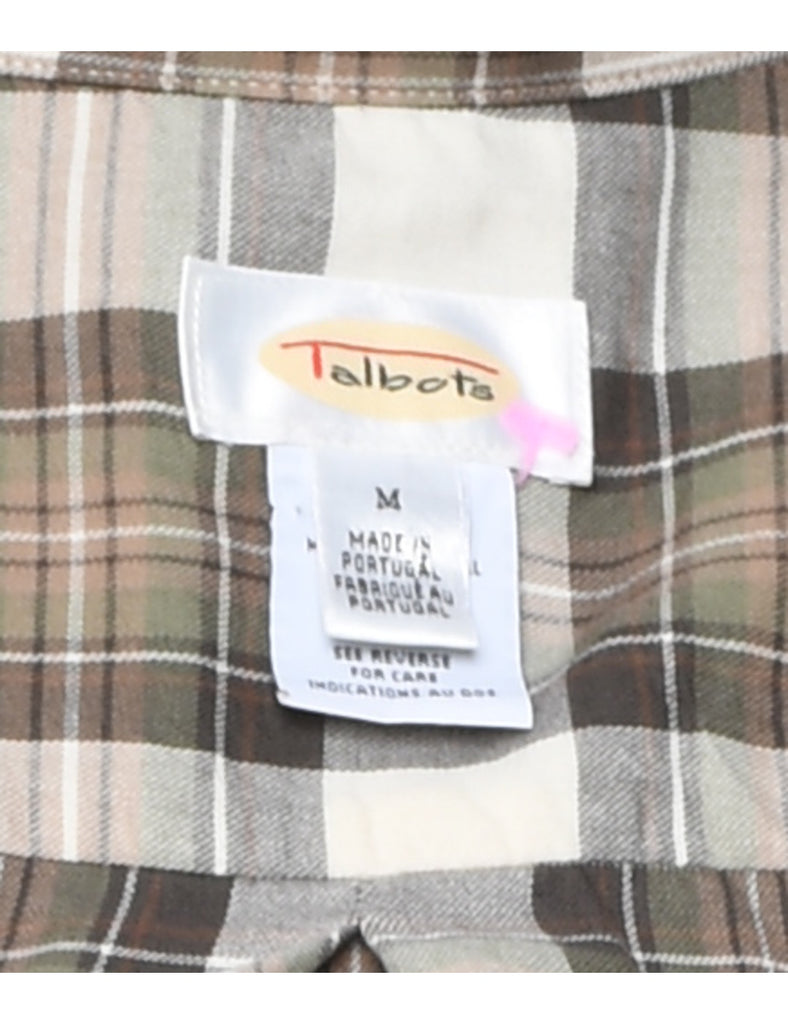 Talbots
M
MADE IN
PORTUGAL
FABRIQUÉ AU
PORTUGAL
SEE REVERSE
FOR CARE
INDICATIONS AU DOS